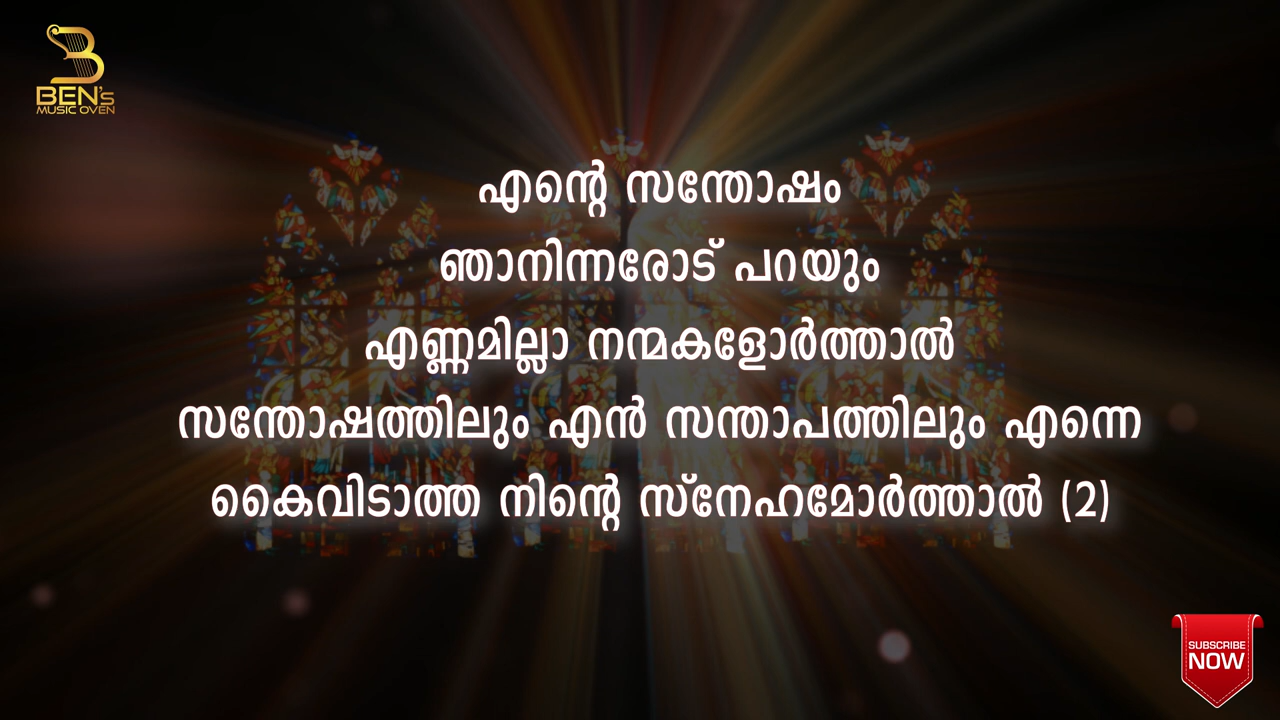 BEN's
MUSIC OVEN
എന്റെ സന്തോഷം
ഞാനിന്നരോട് പറയും
എണ്ണമില്ലാ നന്മകളോർത്താൽ
സന്തോഷത്തിലും എൻ സന്താപത്തിലും എന്നെ
കൈവിടാത്ത നിന്റെ സ്നേഹമോർത്താൽ (2)
SUBSCRIBE
NOW